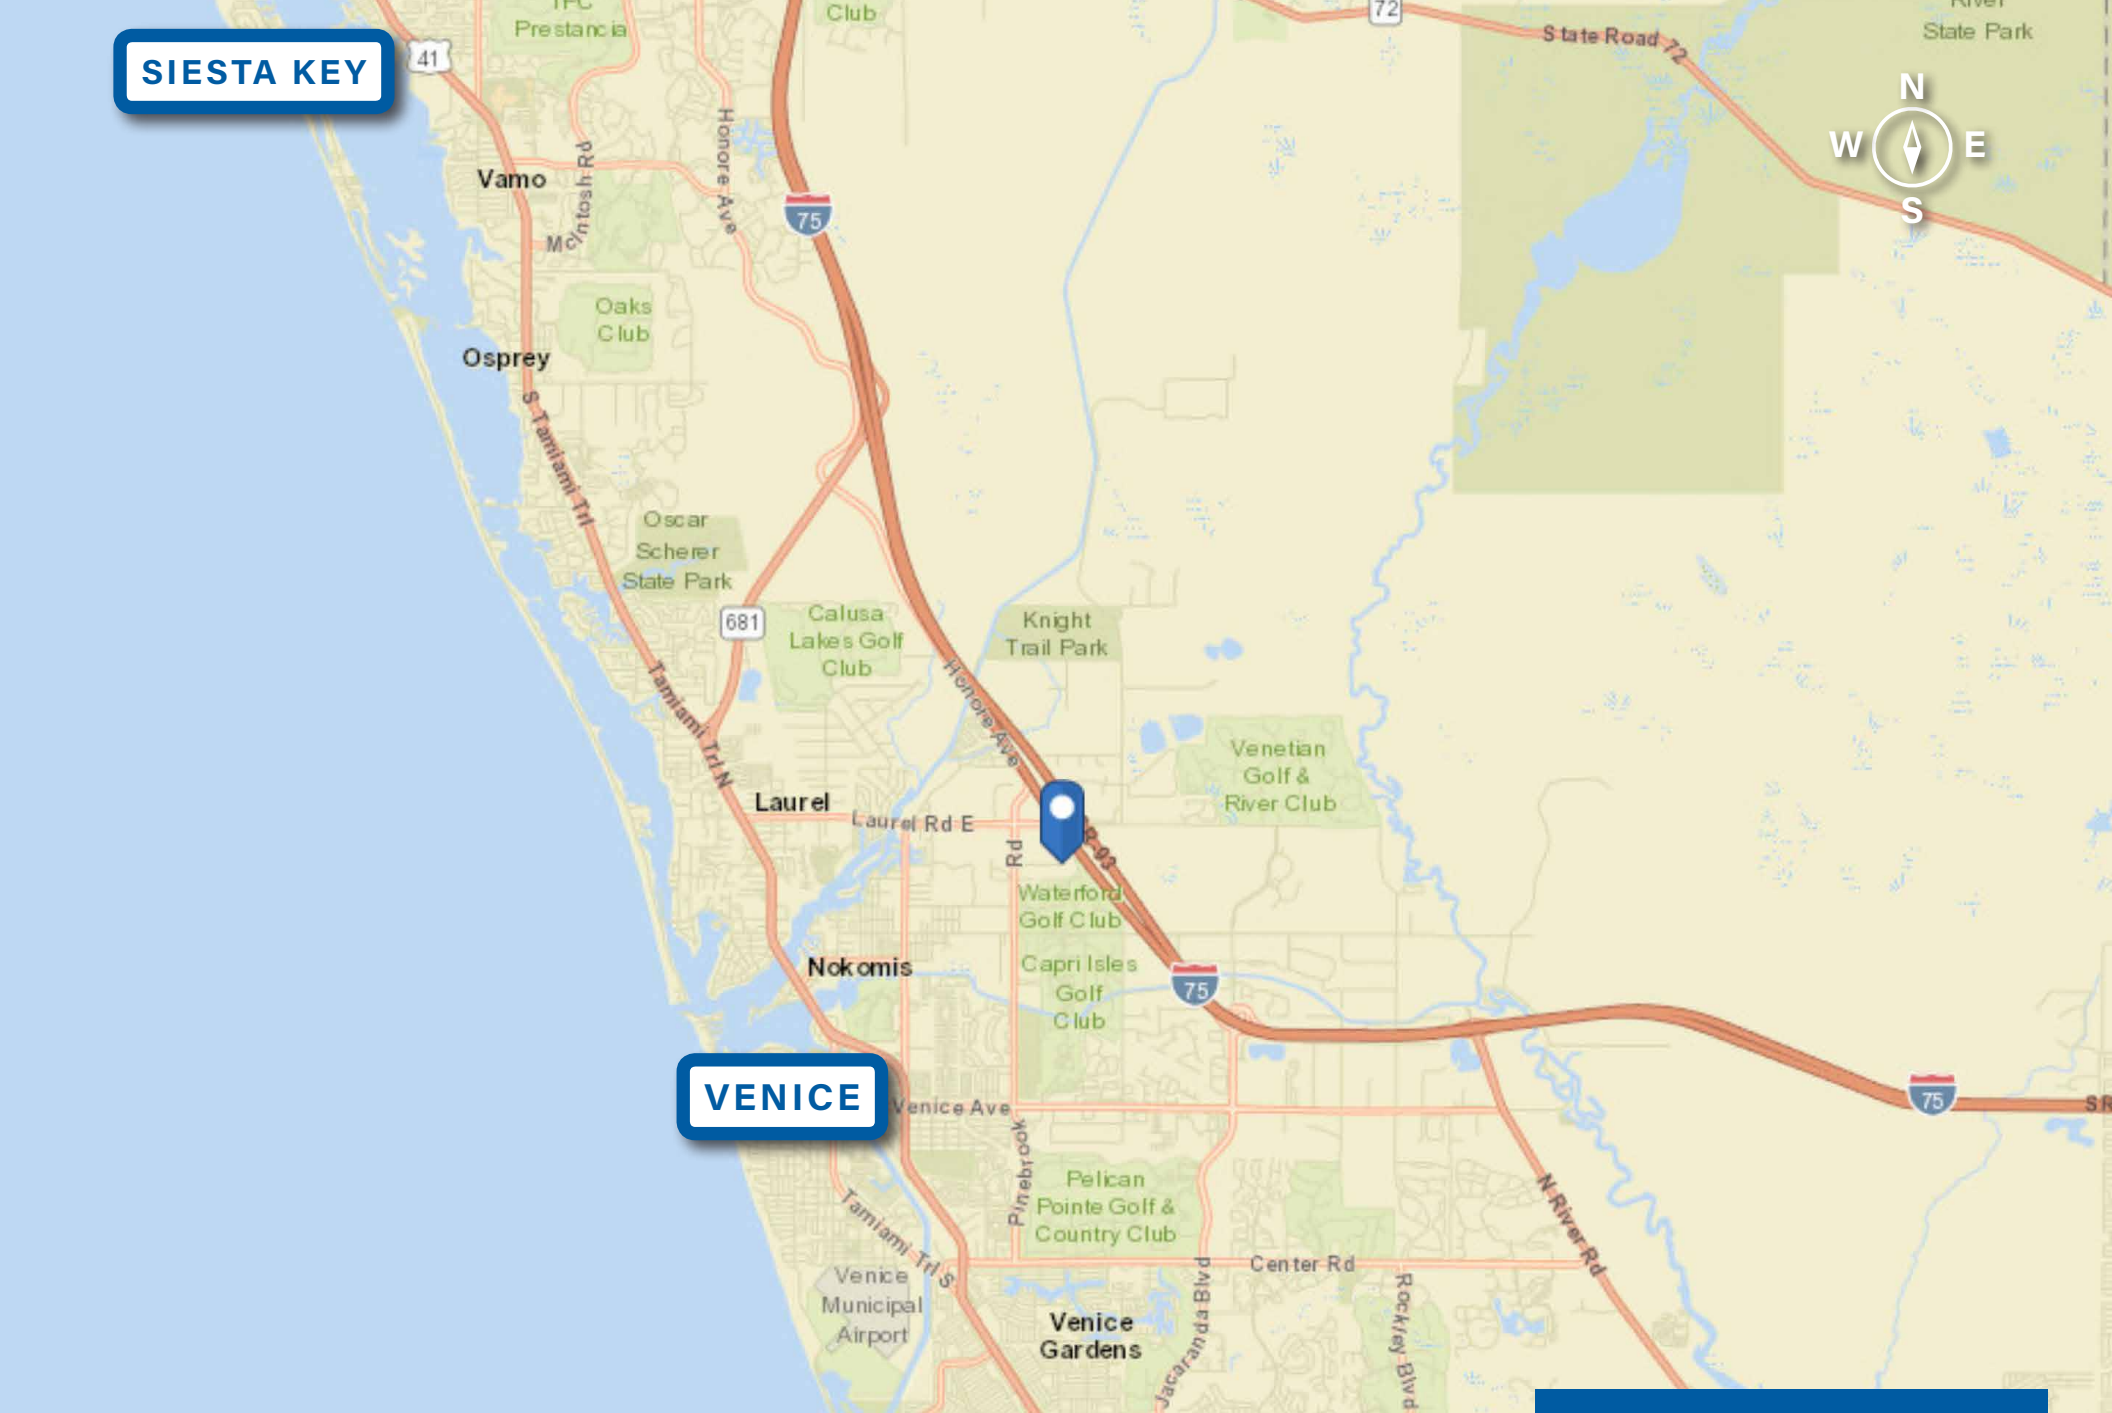 TPC
Prestancia
Club
72
State Road 72
River
State Park
SIESTA KEY
41
N
W
E
S
Honore Ave
McIntosh Rd
Vamo
75
Oaks
Club
Osprey
S Tamiami Trl
Oscar
Scherer
State Park
681
Calusa
Lakes Golf
Club
Knight
Trail Park
Honore Ave
Tamiami Trl N
Venetian
Golf &
River Club
Laurel
Laurel Rd E
Rd
SR-93
Waterford
Golf Club
Nokomis
Capri Isles
Golf
Club
75
75
SR
VENICE
Venice Ave
Pinebrook
Pelican
Pointe Golf &
Country Club
N River Rd
Tamiami Trl S
Center Rd
Venice
Municipal
Airport
Venice
Gardens
Jacaranda Blvd
Rockley Blvd